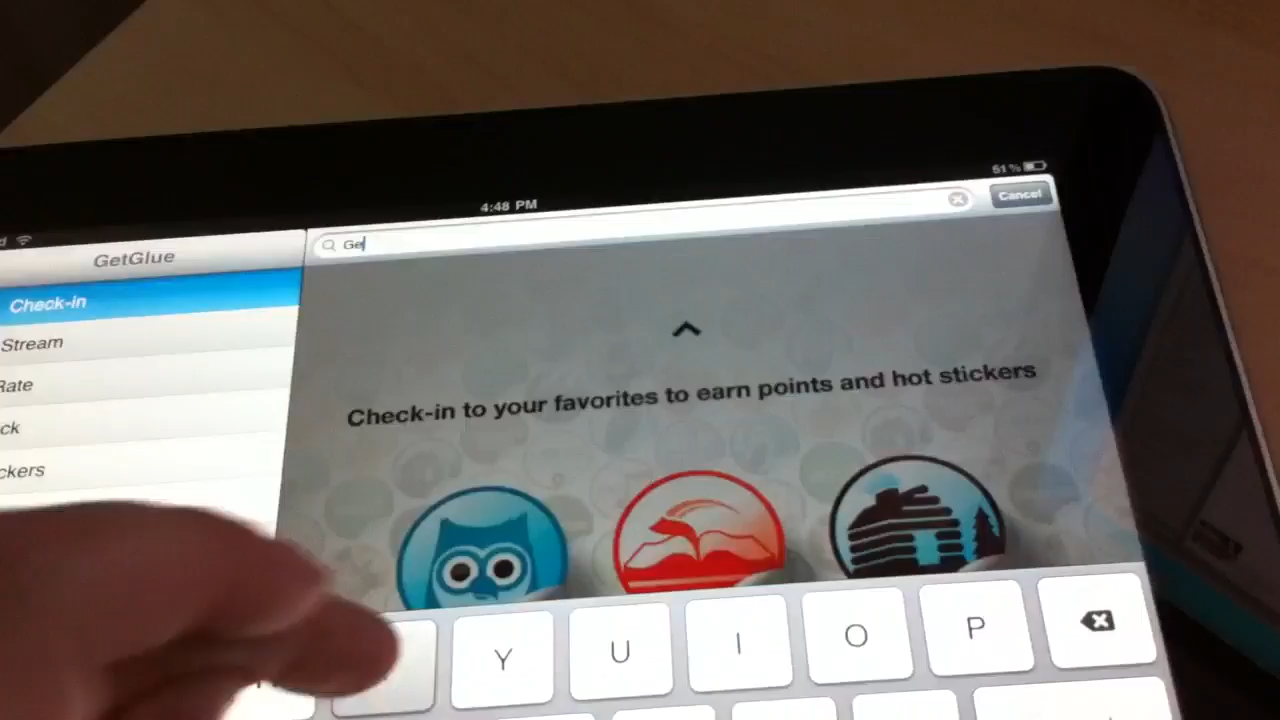 51%
4:48 PM
Cancel
Ge
GetGlue
Check-in
Stream
Rate
ck
ckers
Check-in to your favorites to earn points and hot stickers
Y U I O P